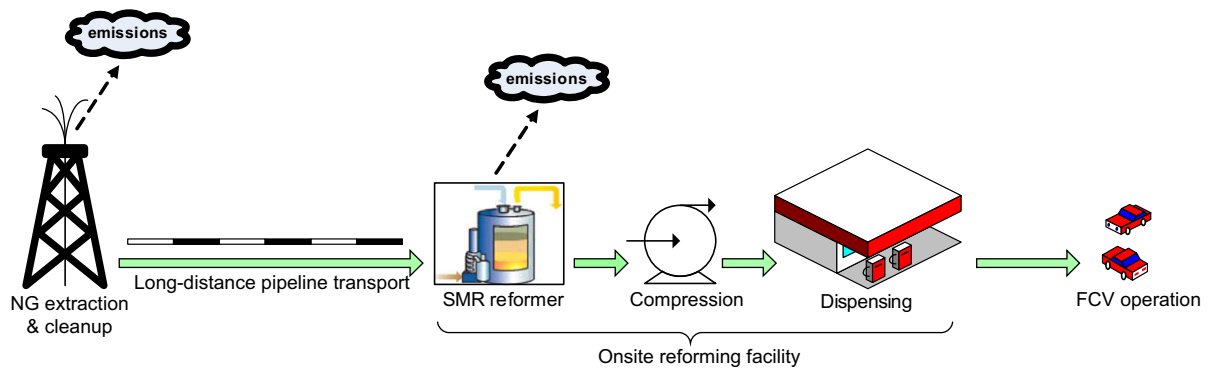 emissions
emissions
NG extraction
& cleanup
Long-distance pipeline transport
SMR reformer
Compression
Dispensing
FCV operation
Onsite reforming facility